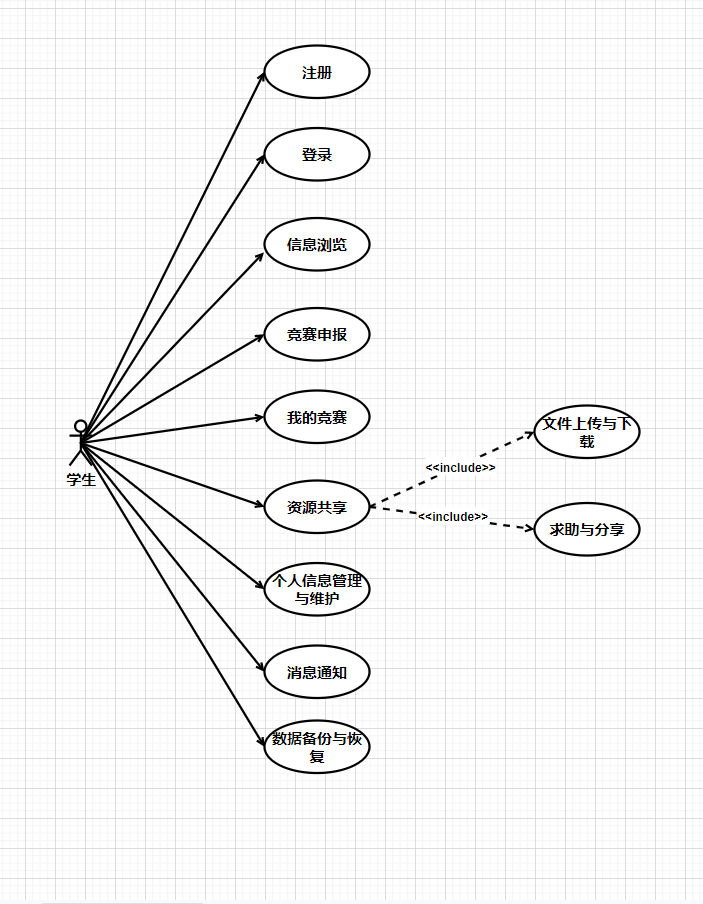 注册
登录
信息浏览
竞赛申报
我的竞赛
学生
资源共享
<<include>>
文件上传与下
载
<<include>>
求助与分享
个人信息管理
与维护
消息通知
数据备份与恢
复